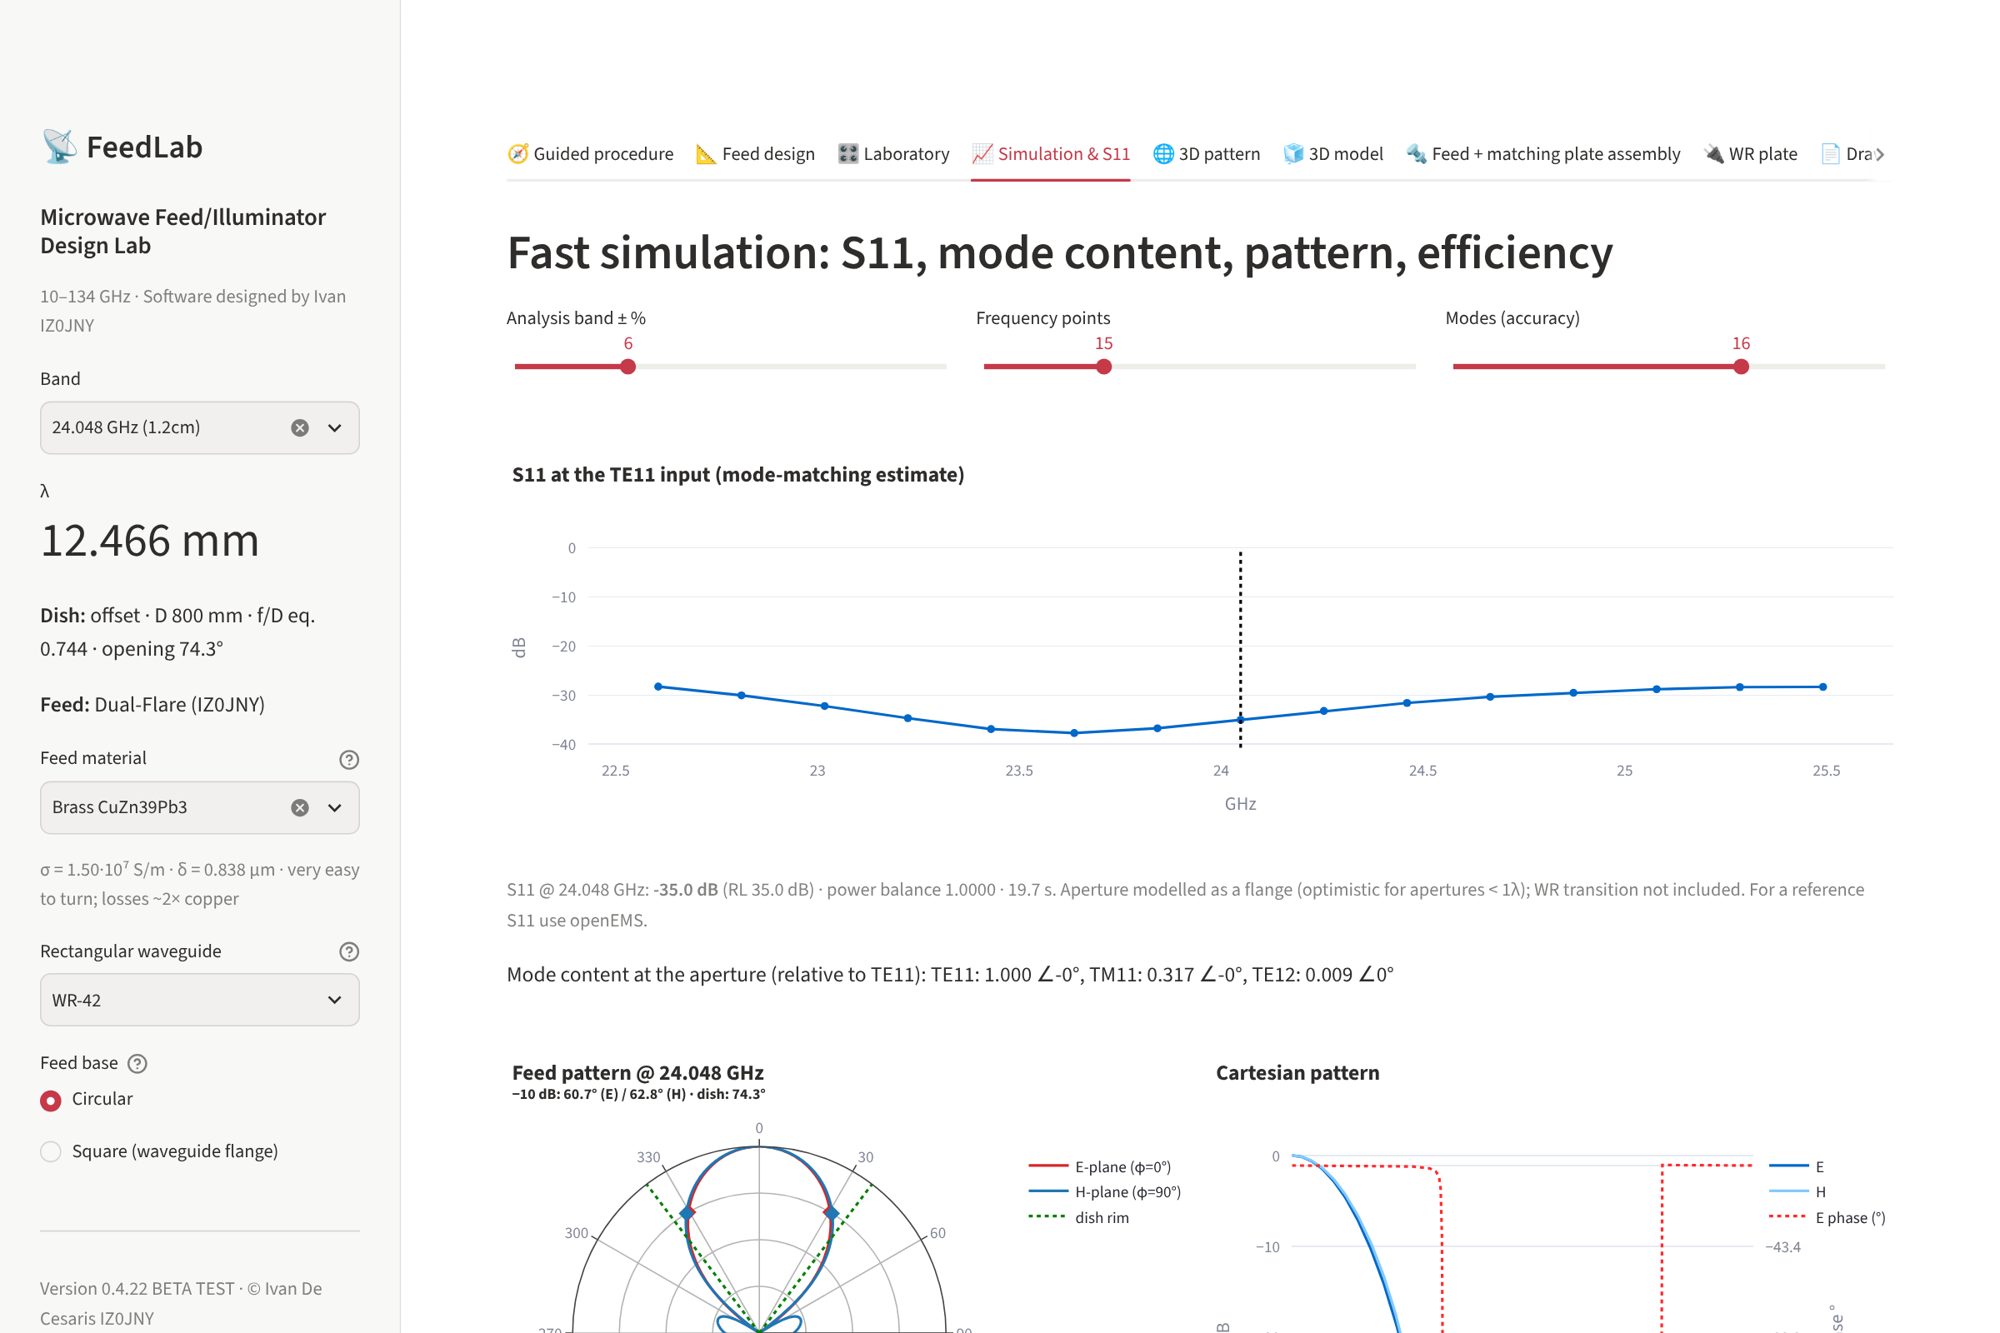 FeedLab
Microwave Feed/Illuminator
Design Lab
10–134 GHz · Software designed by Ivan
IZ0JNY
Band
24.048 GHz (1.2cm)
λ
12.466 mm
Dish: offset · D 800 mm · f/D eq.
0.744 · opening 74.3°
Feed: Dual-Flare (IZ0JNY)
Feed material
Brass CuZn39Pb3
σ = 1.50·10⁷ S/m · δ = 0.838 µm · very easy
to turn; losses ~2× copper
Rectangular waveguide
WR-42
Feed base
Circular
Square (waveguide flange)
Version 0.4.22 BETA TEST · © Ivan De
Cesaris IZ0JNY
Guided procedure Feed design Laboratory Simulation & S11 3D pattern 3D model Feed + matching plate assembly WR plate
Fast simulation: S11, mode content, pattern, efficiency
Analysis band ± % Frequency points Modes (accuracy)
6 15 16
S11 at the TE11 input (mode-matching estimate)
0
−10
−20
−30
−40
dB
22.5 23 23.5 24 24.5 25 25.5
GHz
S11 @ 24.048 GHz: -35.0 dB (RL 35.0 dB) · power balance 1.0000 · 19.7 s. Aperture modelled as a flange (optimistic for apertures < 1λ); WR transition not included. For a reference
S11 use openEMS.
Mode content at the aperture (relative to TE11): TE11: 1.000 ∠-0°, TM11: 0.317 ∠-0°, TE12: 0.009 ∠0°
Feed pattern @ 24.048 GHz
−10 dB: 60.7° (E) / 62.8° (H) · dish: 74.3°
0
330 30
300 60
E-plane (ϕ=0°)
H-plane (ϕ=90°)
dish rim
Cartesian pattern
0
−10
−43.4
E
H
E phase (°)